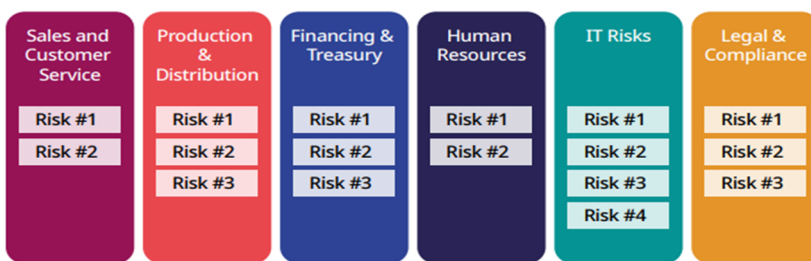 Sales and
Customer
Service
Risk #1
Risk #2
Production
&
Distribution
Risk #1
Risk #2
Risk #3
Financing &
Treasury
Risk #1
Risk #2
Risk #3
Human
Resources
Risk #1
Risk #2
IT Risks
Risk #1
Risk #2
Risk #3
Risk #4
Legal &
Compliance
Risk #1
Risk #2
Risk #3